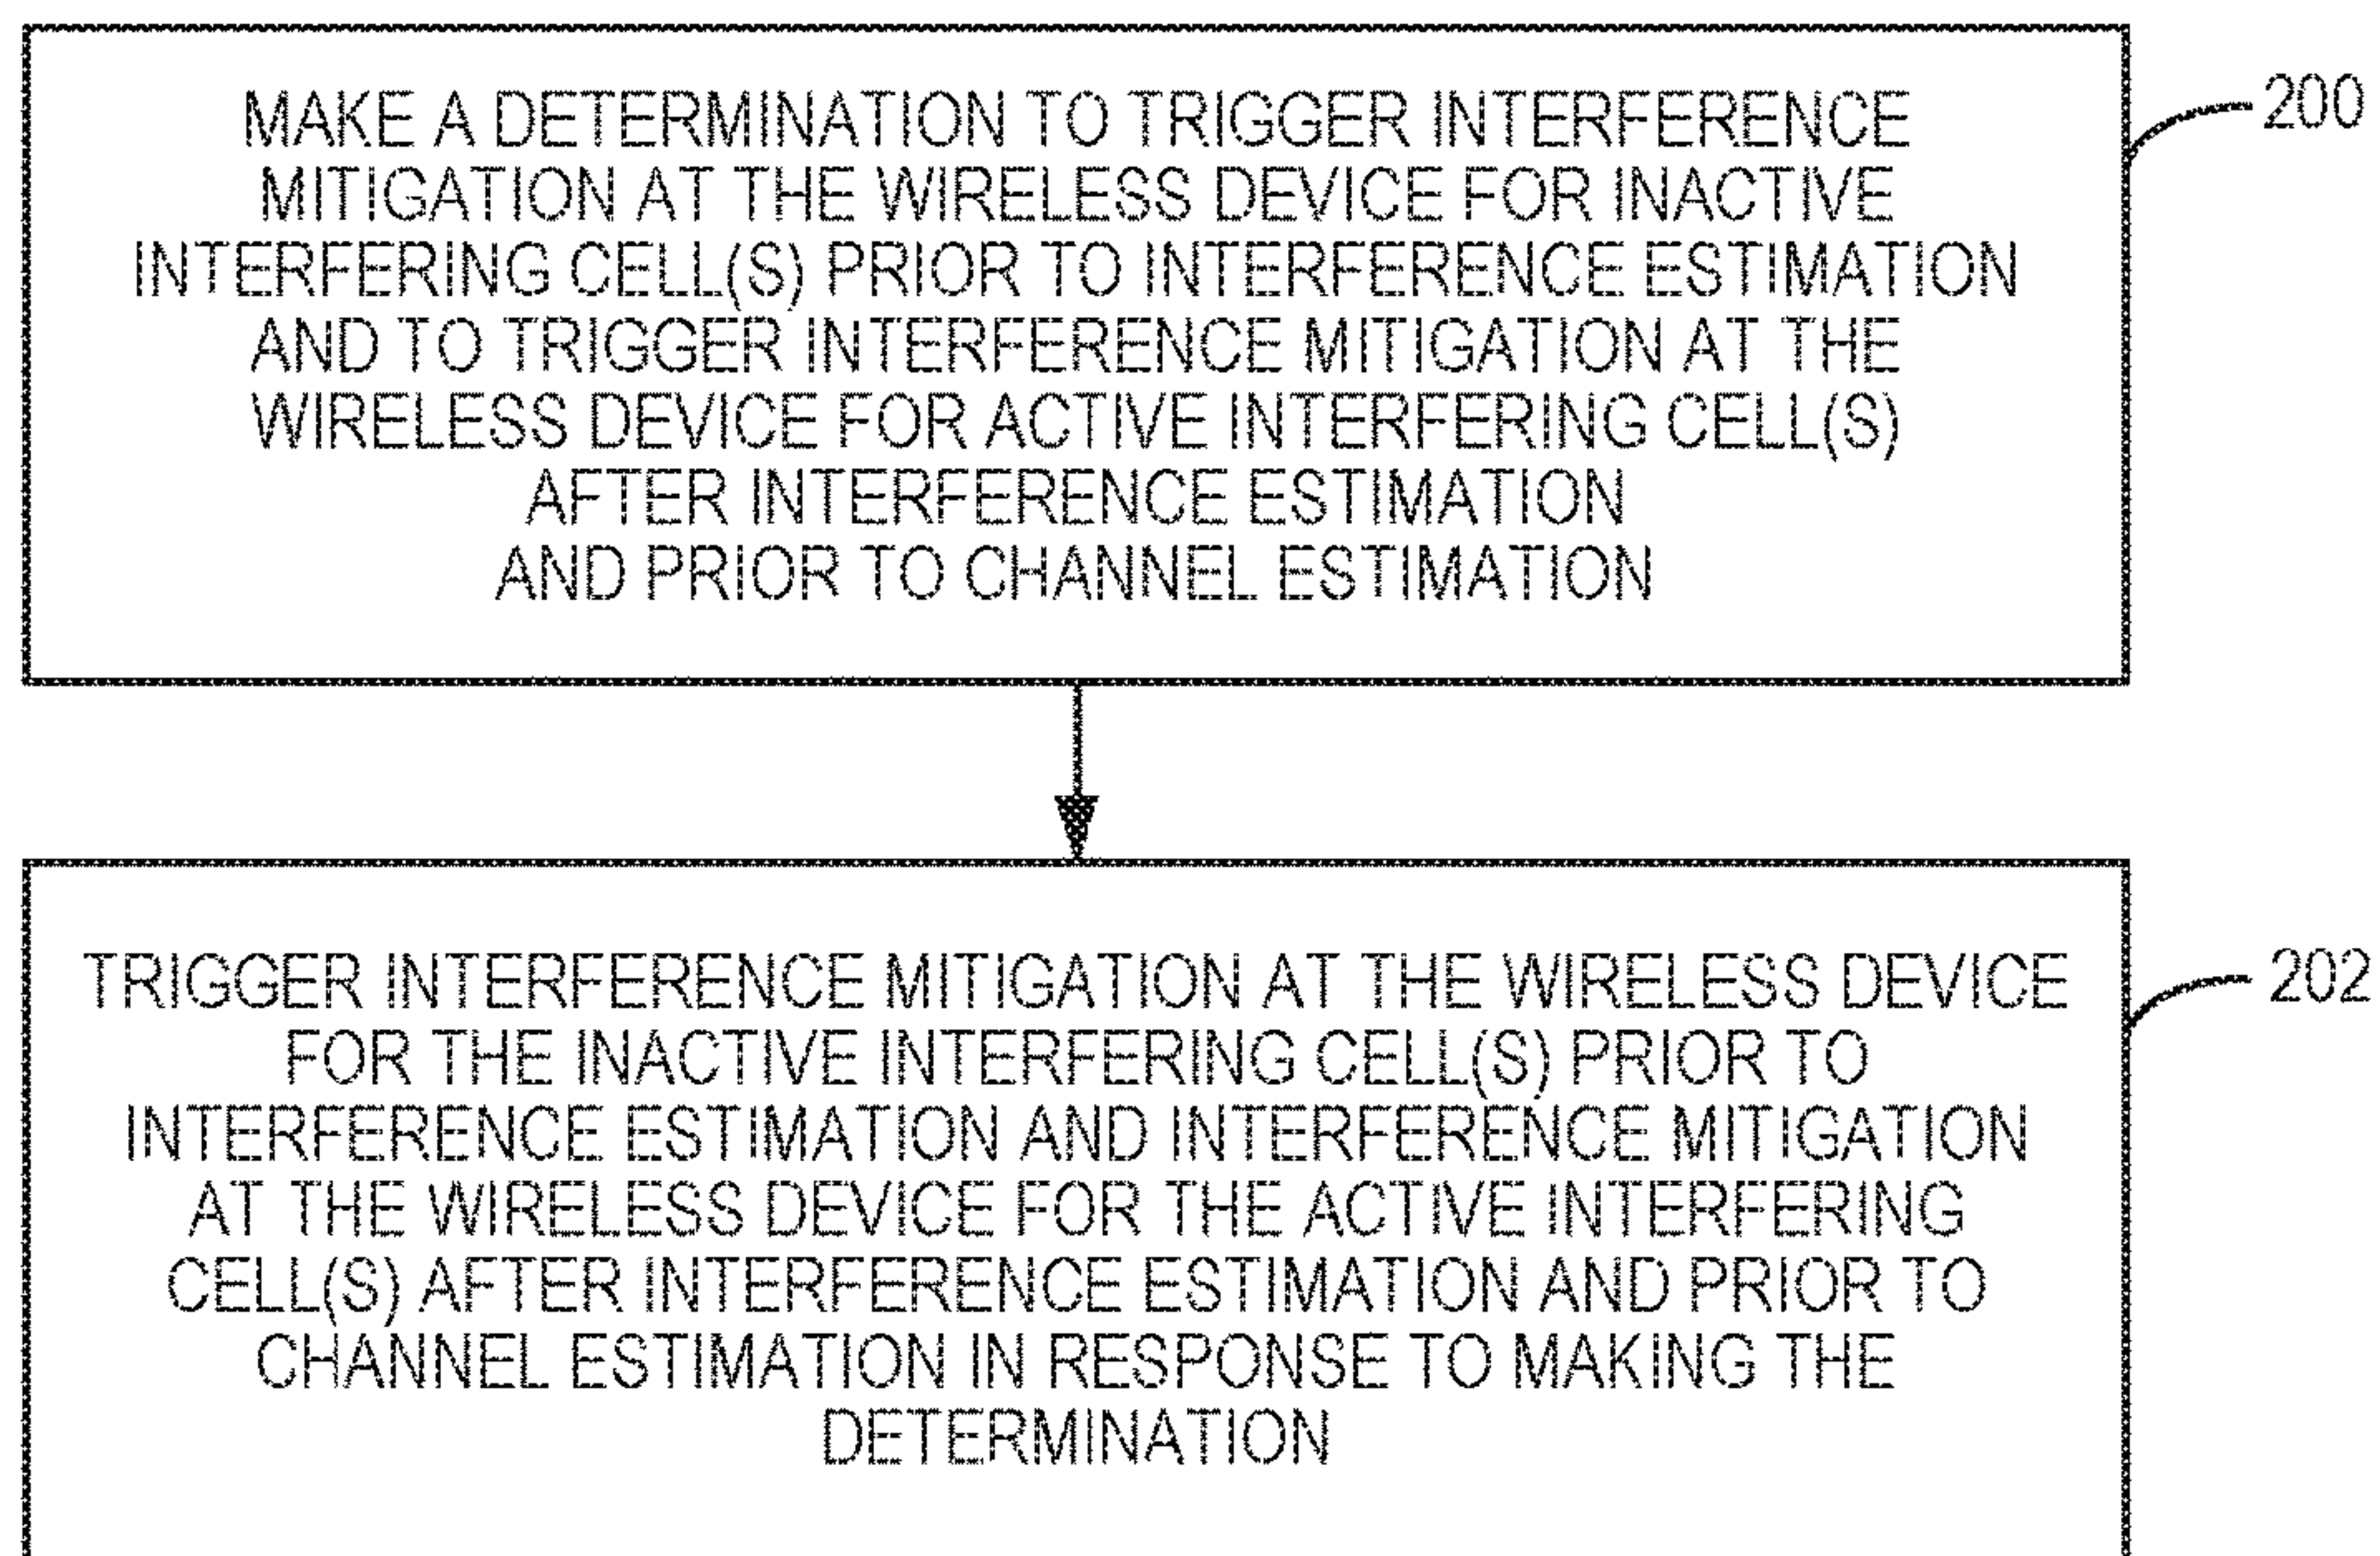 MAKE A DETERMINATION TO TRIGGER INTERFERENCE
MITIGATION AT THE WIRELESS DEVICE FOR INACTIVE
INTERFERING CELL(S) PRIOR TO INTERFERENCE ESTIMATION
AND TO TRIGGER INTERFERENCE MITIGATION AT THE
WIRELESS DEVICE FOR ACTIVE INTERFERING CELL(S)
AFTER INTERFERENCE ESTIMATION
AND PRIOR TO CHANNEL ESTIMATION
200
TRIGGER INTERFERENCE MITIGATION AT THE WIRELESS DEVICE
FOR THE INACTIVE INTERFERING CELL(S) PRIOR TO
INTERFERENCE ESTIMATION AND INTERFERENCE MITIGATION
AT THE WIRELESS DEVICE FOR THE ACTIVE INTERFERING
CELL(S) AFTER INTERFERENCE ESTIMATION AND PRIOR TO
CHANNEL ESTIMATION IN RESPONSE TO MAKING THE
DETERMINATION
202